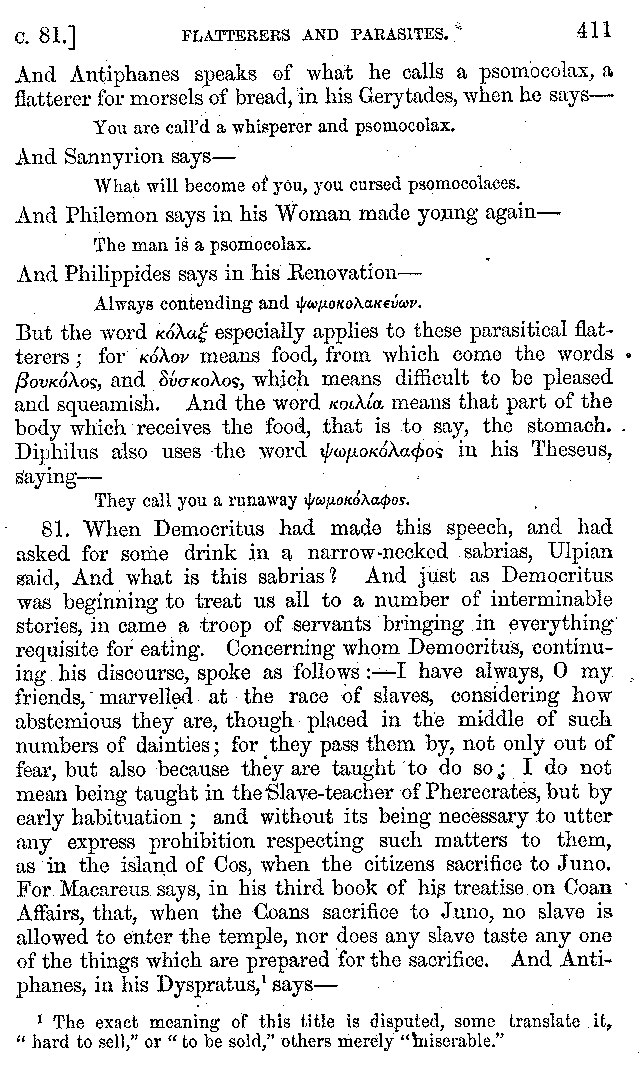 c. 81.] FLATTERERS AND PARASITES. 411
And Antiphanes speaks of what he calls a psomocolax, a
flatterer for morsels of bread, in his Gerytades, when he says—
You are call'd a whisperer and psomocolax.
And Sannyrion says—
What will become of you, you cursed psomocolaces.
And Philemon says in his Woman made young again—
The man is a psomocolax.
And Philippides says in his Renovation—
Always contending and ψωμοκολακεύων.
But the word κόλαξ especially applies to these parasitical flat-
terers; for κόλον means food, from which come the words
βουκόλος, and δύσκολος, which means difficult to be pleased
and squeamish. And the word κοιλία means that part of the
body which receives the food, that is to say, the stomach.
Diphilus also uses the word ψωμοκόλαφος in his Theseus,
saying—
They call you a runaway ψωμοκόλαφος.
81. When Democritus had made this speech, and had
asked for some drink in a narrow-necked sabrias, Ulpian
said, And what is this sabrias? And just as Democritus
was beginning to treat us all to a number of interminable
stories, in came a troop of servants bringing in everything
requisite for eating. Concerning whom Democritus, continu-
ing his discourse, spoke as follows:—I have always, O my
friends, marvelled at the race of slaves, considering how
abstemious they are, though placed in the middle of such
numbers of dainties; for they pass them by, not only out of
fear, but also because they are taught to do so; I do not
mean being taught in the Slave-teacher of Pherecrates, but by
early habituation; and without its being necessary to utter
any express prohibition respecting such matters to them,
as in the island of Cos, when the citizens sacrifice to Juno.
For Macareus says, in his third book of his treatise on Coan
Affairs, that, when the Coans sacrifice to Juno, no slave is
allowed to enter the temple, nor does any slave taste any one
of the things which are prepared for the sacrifice. And Anti-
phanes, in his Dyspratus,¹ says—
¹ The exact meaning of this title is disputed, some translate it,
"hard to sell," or "to be sold," others merely "miserable."